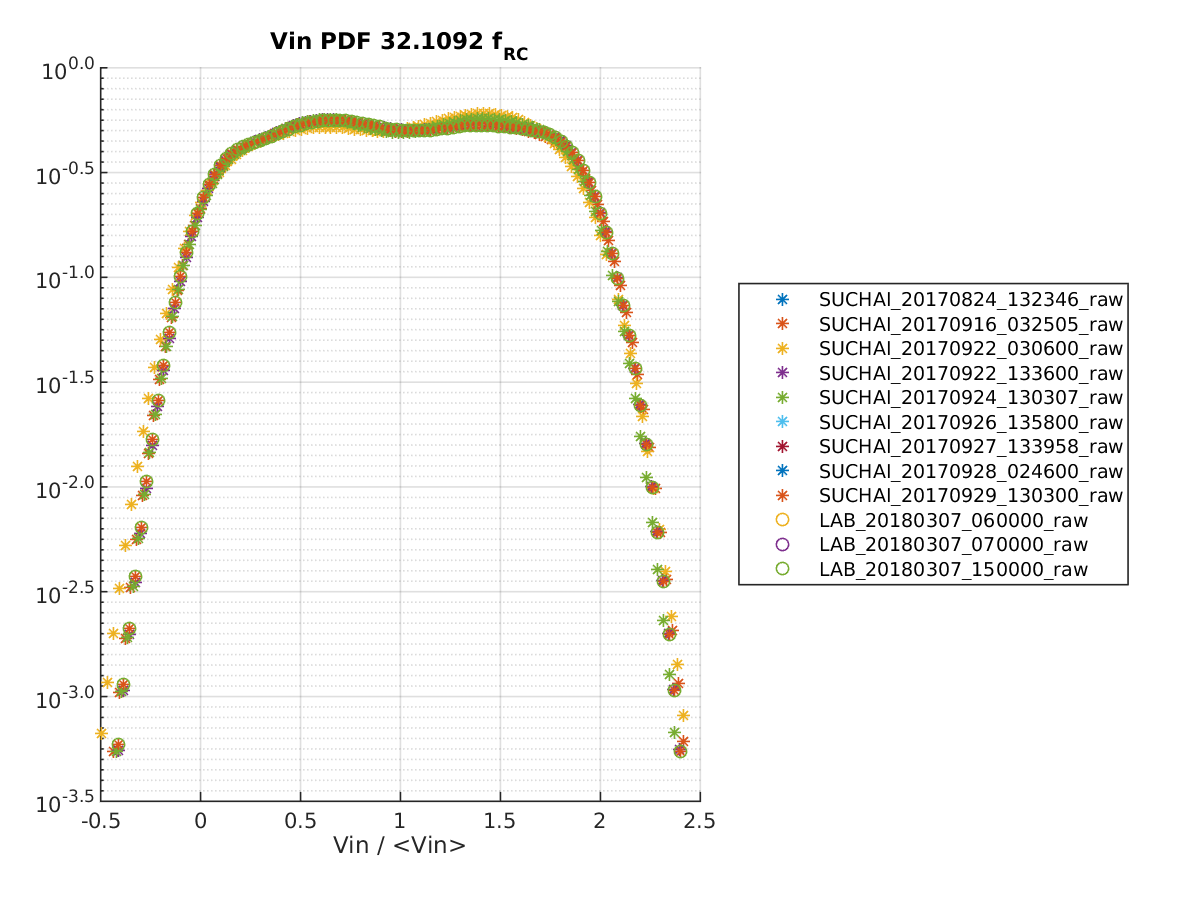 Vin PDF 32.1092 f_RC
10^0.0
10^-0.5
10^-1.0
10^-1.5
10^-2.0
10^-2.5
10^-3.0
10^-3.5
-0.5 0 0.5 1 1.5 2 2.5
Vin / <Vin>
SUCHAI_20170824_132346_raw
SUCHAI_20170916_032505_raw
SUCHAI_20170922_030600_raw
SUCHAI_20170922_133600_raw
SUCHAI_20170924_130307_raw
SUCHAI_20170926_135800_raw
SUCHAI_20170927_133958_raw
SUCHAI_20170928_024600_raw
SUCHAI_20170929_130300_raw
LAB_20180307_060000_raw
LAB_20180307_070000_raw
LAB_20180307_150000_raw